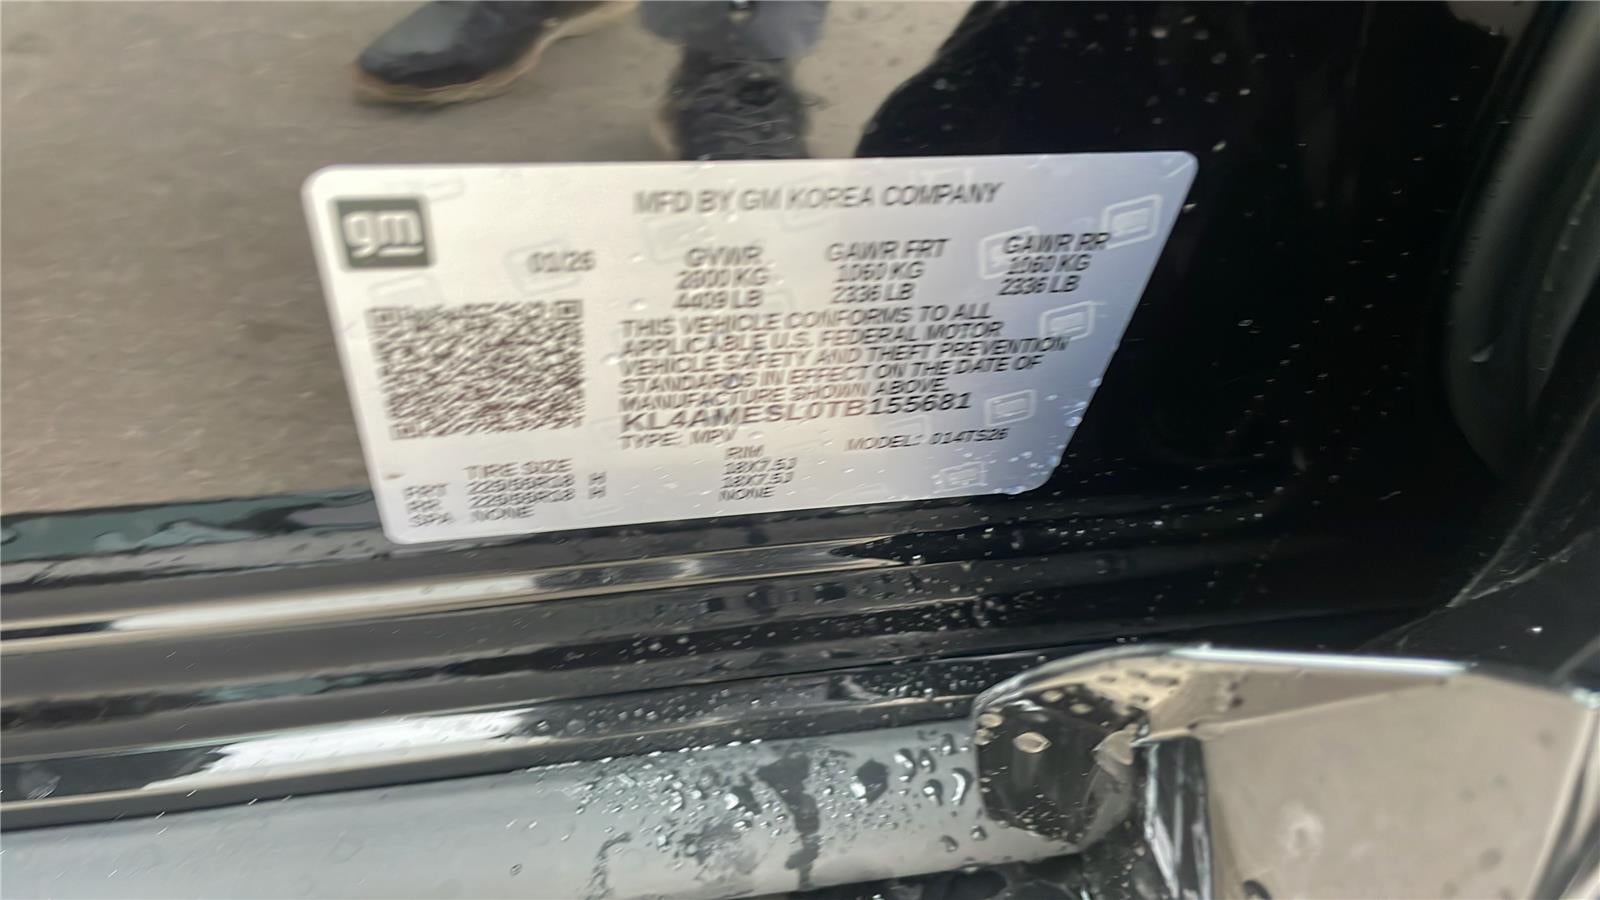 gm
MFD BY GM KOREA COMPANY
01/26
GVWR GAWR FRT GAWR RR
2000 KG 1060 KG 1060 KG
4409 LB 2336 LB 2336 LB
THIS VEHICLE CONFORMS TO ALL
APPLICABLE U.S. FEDERAL MOTOR
VEHICLE SAFETY AND THEFT PREVENTION
STANDARDS IN EFFECT ON THE DATE OF
MANUFACTURE SHOWN ABOVE.
KL4AMESL0TB155681
TYPE: MPV MODEL: 014TS26
TIRE SIZE RIM
FRT H 18X7.5J
RR H 18X7.5J
SPA NONE NONE